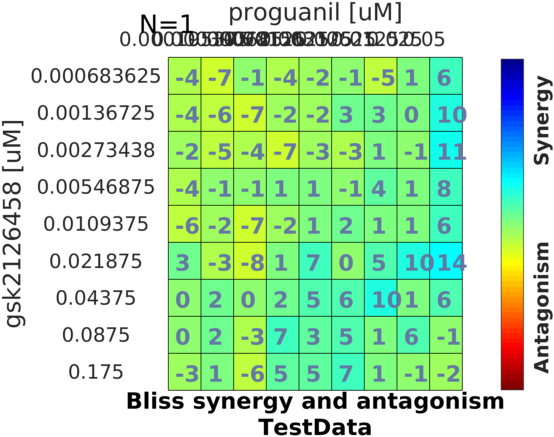 proguanil [uM]
N=1
0.000683625 -4 -7 -1 -4 -2 -1 -5 1 6
0.00136725 -4 -6 -7 -2 -2 3 3 0 10
0.00273438 -2 -5 -4 -7 -3 -3 1 -1 11
0.00546875 -4 -1 -1 1 1 -1 4 1 8
0.0109375 -6 -2 -7 -2 1 2 1 1 6
0.021875 3 -3 -8 1 7 0 5 10 14
0.04375 0 2 0 2 5 6 10 1 6
0.0875 0 2 -3 7 3 5 1 6 -1
0.175 -3 1 -6 5 5 7 1 -1 -2
gsk2126458 [uM]
Synergy
Antagonism
Bliss synergy and antagonism
TestData